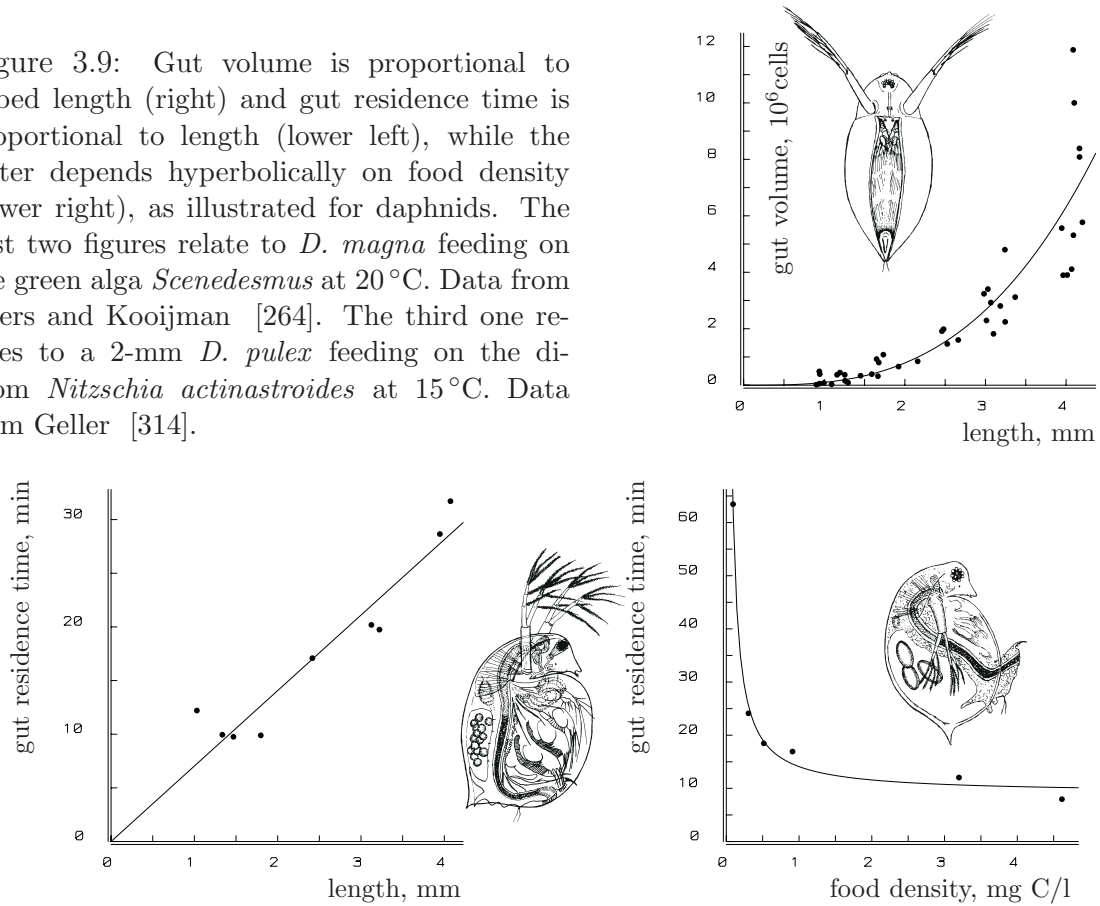 gure 3.9: Gut volume is proportional to
bed length (right) and gut residence time is
oportional to length (lower left), while the
ter depends hyperbolically on food density
wer right), as illustrated for daphnids. The
st two figures relate to D. magna feeding on
e green alga Scenedesmus at 20 °C. Data from
ers and Kooijman [264]. The third one re-
es to a 2-mm D. pulex feeding on the di-
om Nitzschia actinastroides at 15 °C. Data
m Geller [314].
gut volume, 10⁶ cells
12
10
8
6
4
2
0
0 1 2 3 4
length, mm
gut residence time, min
30
20
10
0
0 1 2 3 4
length, mm
gut residence time, min
60
50
40
30
20
10
0
0 1 2 3 4
food density, mg C/l